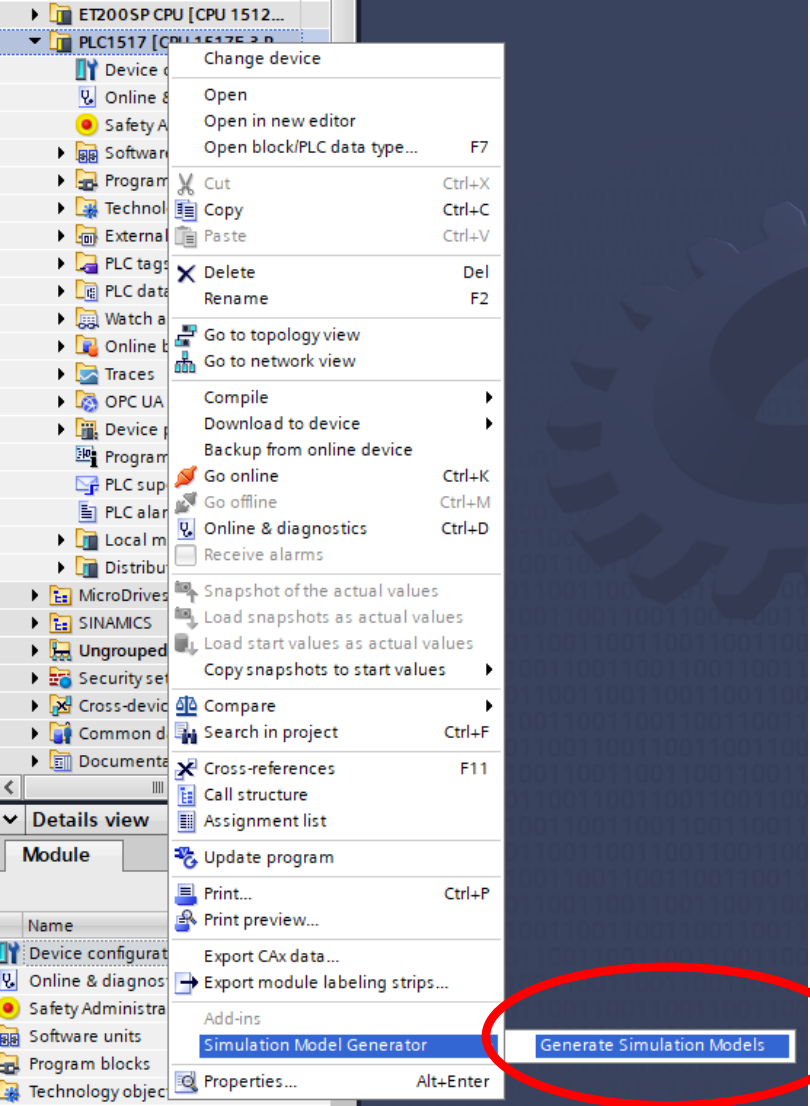 ET200SP CPU [CPU 1512...
PLC1517 [CPU 1517F-3 P
Change device
Device
Open
Online &
Open in new editor
Safety A
Open block/PLC data type... F7
Software
Program
Cut Ctrl+X
Technol
Copy Ctrl+C
External
Paste Ctrl+V
PLC tags
Delete Del
PLC data
Rename F2
Watch a
Go to topology view
Online b
Go to network view
Traces
Compile
OPC UA
Download to device
Device p
Backup from online device
Program
Go online Ctrl+K
PLC sup
Go offline Ctrl+M
PLC alar
Online & diagnostics Ctrl+D
Local m
Receive alarms
Distribu
Snapshot of the actual values
MicroDrives
Load snapshots as actual values
SINAMICS
Load start values as actual values
Ungrouped
Copy snapshots to start values
Security set
Compare
Cross-devic
Search in project Ctrl+F
Common d
Documenta
Cross-references F11
Call structure
Details view
Assignment list
Module
Update program
Print... Ctrl+P
Print preview...
Name
Device configurat
Export CAx data...
Online & diagnos
Export module labeling strips...
Safety Administra
Add-ins
Software units
Simulation Model Generator
Generate Simulation Models
Program blocks
Properties... Alt+Enter
Technology objec